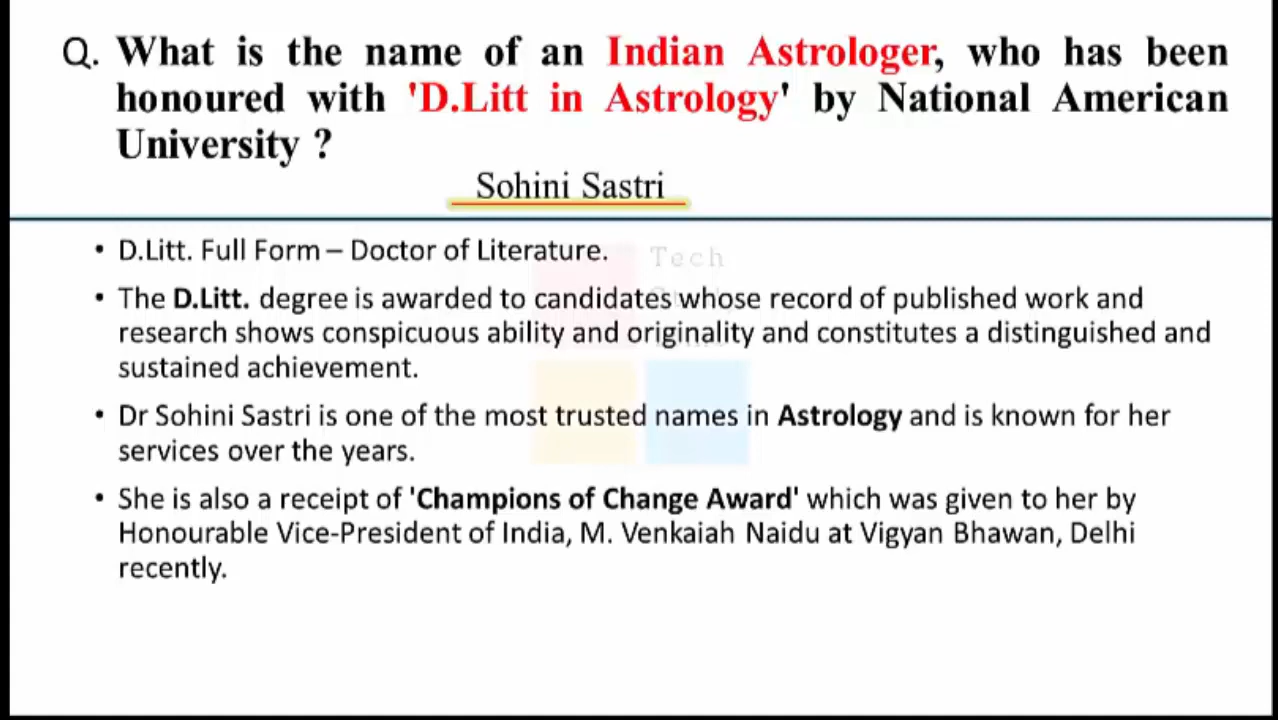 Q. What is the name of an Indian Astrologer, who has been
honoured with 'D.Litt in Astrology' by National American
University ?
Sohini Sastri
• D.Litt. Full Form – Doctor of Literature.
Tech
• The D.Litt. degree is awarded to candidates whose record of published work and
research shows conspicuous ability and originality and constitutes a distinguished and
sustained achievement.
• Dr Sohini Sastri is one of the most trusted names in Astrology and is known for her
services over the years.
• She is also a receipt of 'Champions of Change Award' which was given to her by
Honourable Vice-President of India, M. Venkaiah Naidu at Vigyan Bhawan, Delhi
recently.